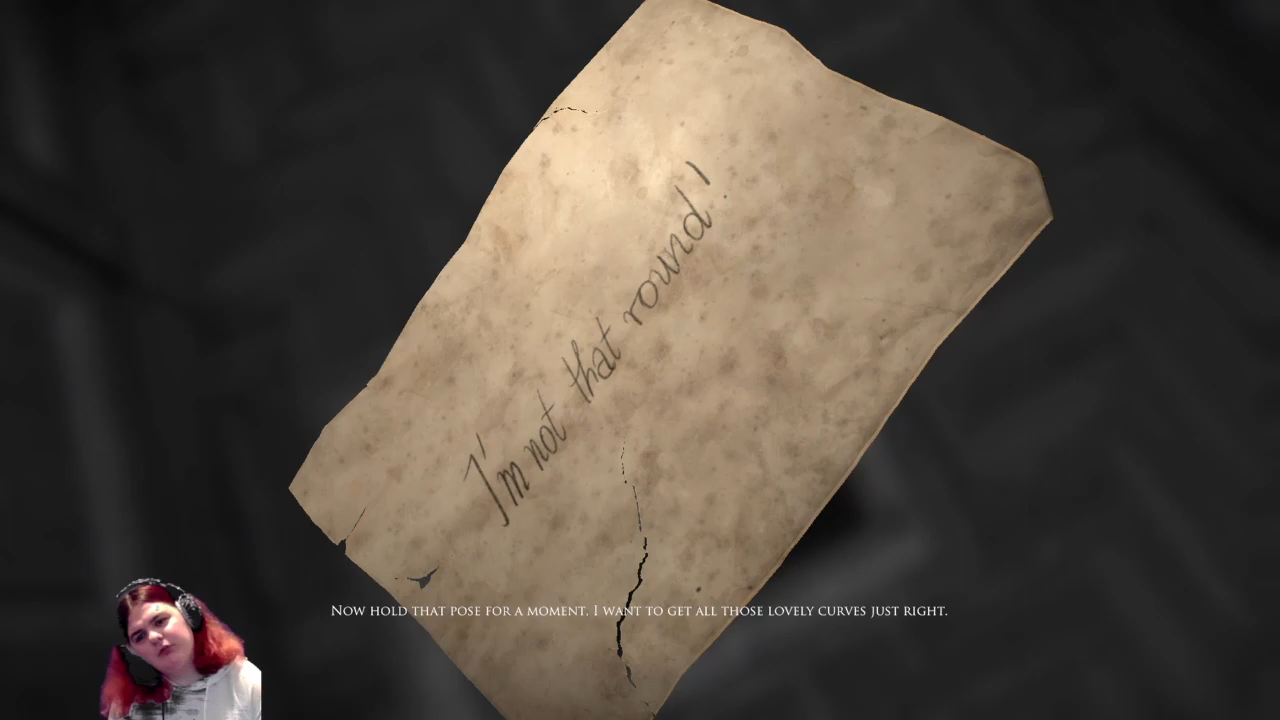 I'm not that round!
Now hold that pose for a moment. I want to get all those lovely curves just right.